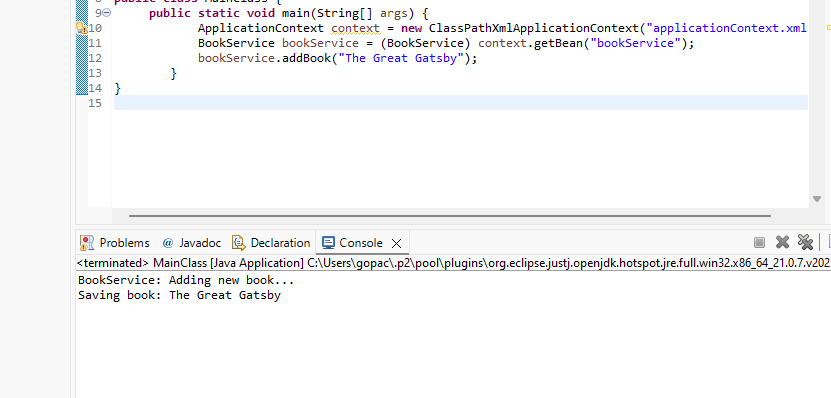 public class MainClass {
9 public static void main(String[] args) {
10 ApplicationContext context = new ClassPathXmlApplicationContext("applicationContext.xml
11 BookService bookService = (BookService) context.getBean("bookService");
12 bookService.addBook("The Great Gatsby");
13 }
14 }
15
Problems @ Javadoc Declaration Console
<terminated> MainClass [Java Application] C:\Users\gopac\.p2\pool\plugins\org.eclipse.justj.openjdk.hotspot.jre.full.win32.x86_64_21.0.7.v202
BookService: Adding new book...
Saving book: The Great Gatsby